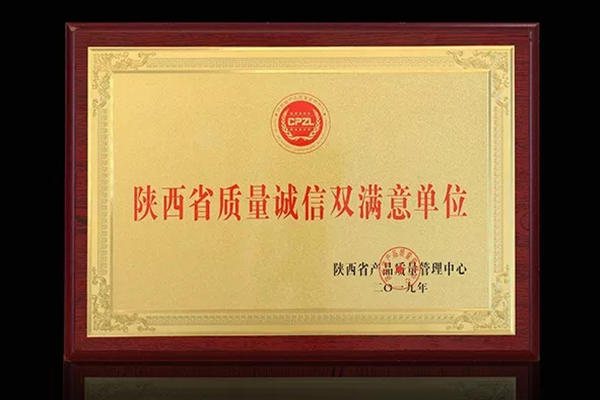 CPZL
陕西省质量诚信双满意单位
陕西省产品质量管理中心
二〇一九年